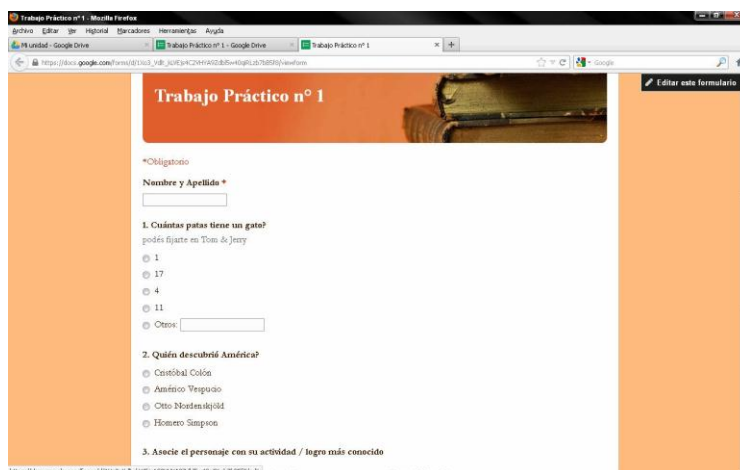 Trabajo Práctico nº 1 - Mozilla Firefox
Archivo Editar Ver Historial Marcadores Herramientas Ayuda
Mi unidad - Google Drive
Trabajo Práctico nº 1 - Google Drive
Trabajo Práctico nº 1
Google
Editar este formulario
Trabajo Práctico n° 1
*Obligatorio
Nombre y Apellido *
1. Cuántas patas tiene un gato?
podés fijarte en Tom & Jerry
1
17
4
11
Otros:
2. Quién descubrió América?
Cristóbal Colón
Américo Vespucio
Otto Nordenskjöld
Homero Simpson
3. Asocie el personaje con su actividad / logro más conocido